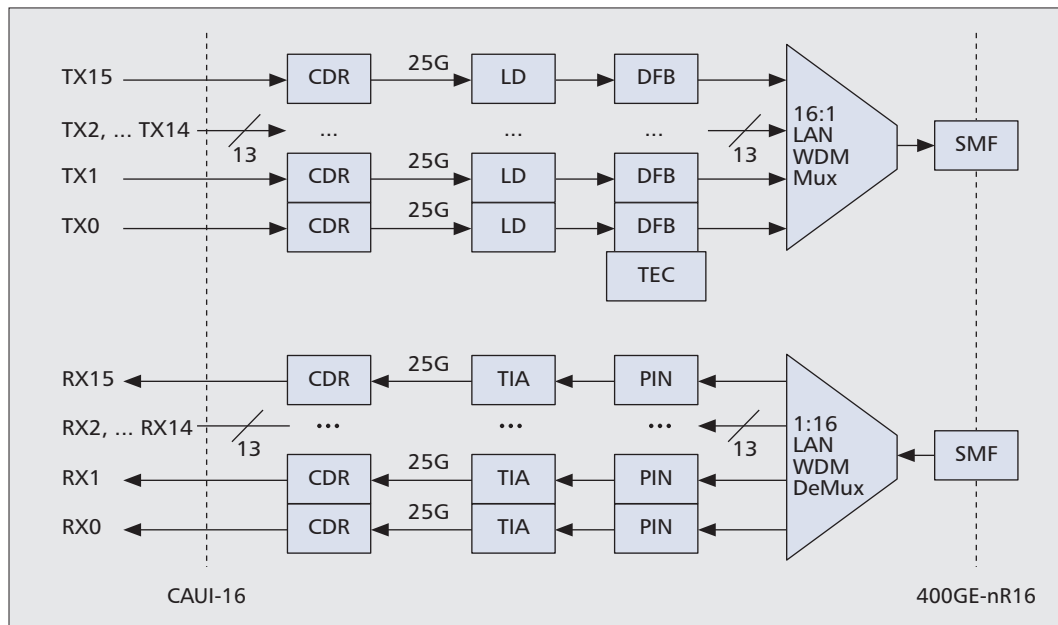 TX15 CDR 25G LD DFB
TX2, ... TX14 13 ... ... ... 13
TX1 CDR 25G LD DFB
TX0 CDR 25G LD DFB
TEC
16:1
LAN
WDM
Mux
SMF
RX15 CDR 25G TIA PIN
RX2, ... RX14 13 ... ... ... 13
RX1 CDR 25G TIA PIN
RX0 CDR 25G TIA PIN
1:16
LAN
WDM
DeMux
SMF
CAUI-16
400GE-nR16